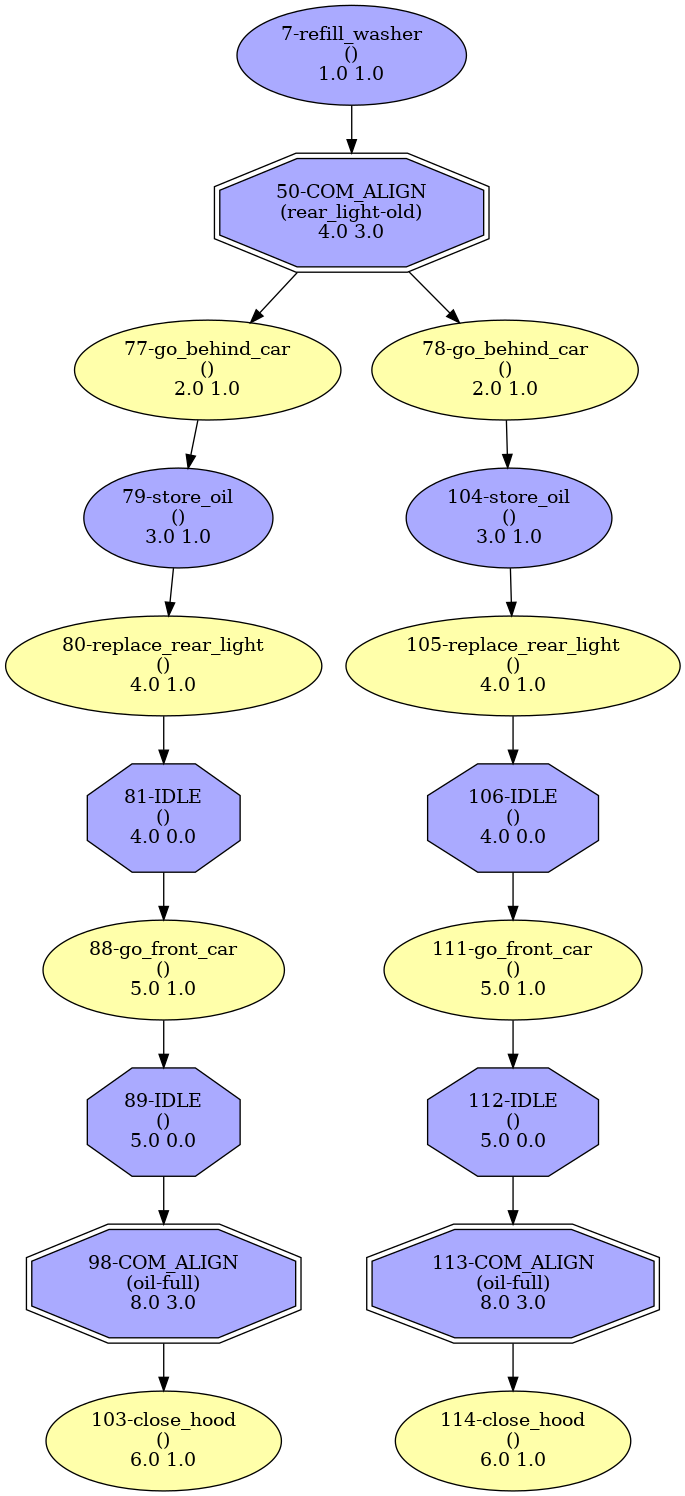 7-refill_washer
()
1.0 1.0
50-COM_ALIGN
(rear_light-old)
4.0 3.0
77-go_behind_car
()
2.0 1.0
78-go_behind_car
()
2.0 1.0
79-store_oil
()
3.0 1.0
104-store_oil
()
3.0 1.0
80-replace_rear_light
()
4.0 1.0
105-replace_rear_light
()
4.0 1.0
81-IDLE
()
4.0 0.0
106-IDLE
()
4.0 0.0
88-go_front_car
()
5.0 1.0
111-go_front_car
()
5.0 1.0
89-IDLE
()
5.0 0.0
112-IDLE
()
5.0 0.0
98-COM_ALIGN
(oil-full)
8.0 3.0
113-COM_ALIGN
(oil-full)
8.0 3.0
103-close_hood
()
6.0 1.0
114-close_hood
()
6.0 1.0